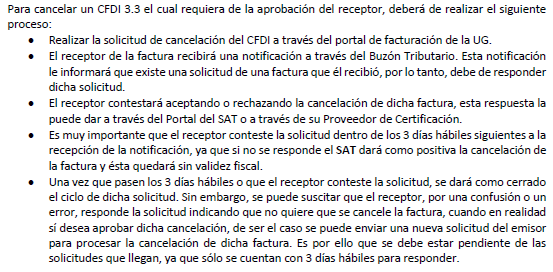 Para cancelar un CFDI 3.3 el cual requiera de la aprobación del receptor, deberá de realizar el siguiente
proceso:
• Realizar la solicitud de cancelación del CFDI a través del portal de facturación de la UG.
• El receptor de la factura recibirá una notificación a través del Buzón Tributario. Esta notificación
le informará que existe una solicitud de una factura que él recibió, por lo tanto, debe de responder
dicha solicitud.
• El receptor contestará aceptando o rechazando la cancelación de dicha factura, esta respuesta la
puede dar a través del Portal del SAT o a través de su Proveedor de Certificación.
• Es muy importante que el receptor conteste la solicitud dentro de los 3 días hábiles siguientes a la
recepción de la notificación, ya que si no se responde el SAT dará como positiva la cancelación de
la factura y ésta quedará sin validez fiscal.
• Una vez que pasen los 3 días hábiles o que el receptor conteste la solicitud, se dará como cerrado
el ciclo de dicha solicitud. Sin embargo, se puede suscitar que el receptor, por una confusión o un
error, responde la solicitud indicando que no quiere que se cancele la factura, cuando en realidad
sí desea aprobar dicha cancelación, de ser el caso se puede enviar una nueva solicitud del emisor
para procesar la cancelación de dicha factura. Es por ello que se debe estar pendiente de las
solicitudes que llegan, ya que sólo se cuentan con 3 días hábiles para responder.